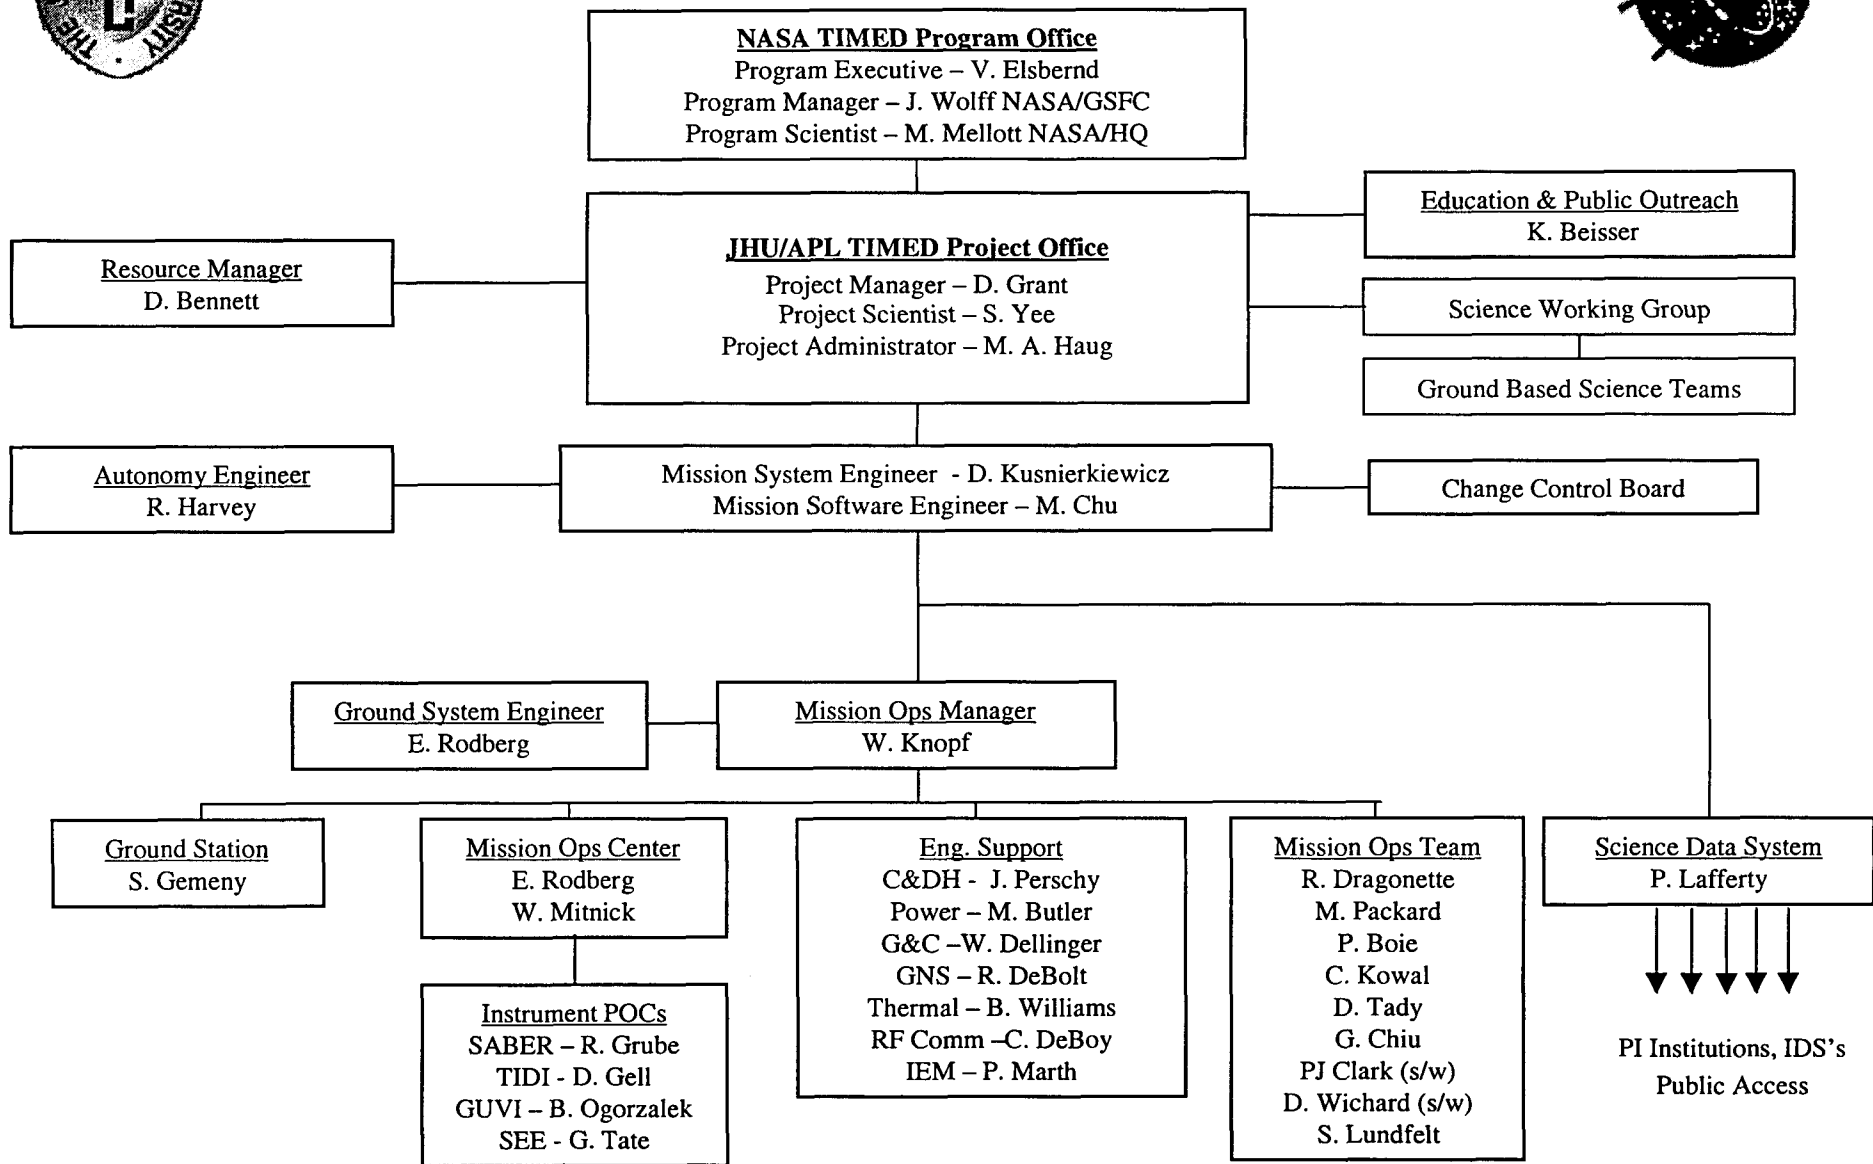 THE
RSITY
NASA TIMED Program Office
Program Executive – V. Elsbernd
Program Manager – J. Wolff NASA/GSFC
Program Scientist – M. Mellott NASA/HQ
Education & Public Outreach
K. Beisser
JHU/APL TIMED Project Office
Project Manager – D. Grant
Project Scientist – S. Yee
Project Administrator – M. A. Haug
Resource Manager
D. Bennett
Science Working Group
Ground Based Science Teams
Autonomy Engineer
R. Harvey
Mission System Engineer - D. Kusnierkiewicz
Mission Software Engineer – M. Chu
Change Control Board
Ground System Engineer
E. Rodberg
Mission Ops Manager
W. Knopf
Ground Station
S. Gemeny
Mission Ops Center
E. Rodberg
W. Mitnick
Instrument POCs
SABER – R. Grube
TIDI - D. Gell
GUVI – B. Ogorzalek
SEE - G. Tate
Eng. Support
C&DH - J. Perschy
Power – M. Butler
G&C –W. Dellinger
GNS – R. DeBolt
Thermal – B. Williams
RF Comm –C. DeBoy
IEM – P. Marth
Mission Ops Team
R. Dragonette
M. Packard
P. Boie
C. Kowal
D. Tady
G. Chiu
PJ Clark (s/w)
D. Wichard (s/w)
S. Lundfelt
Science Data System
P. Lafferty
PI Institutions, IDS's
Public Access